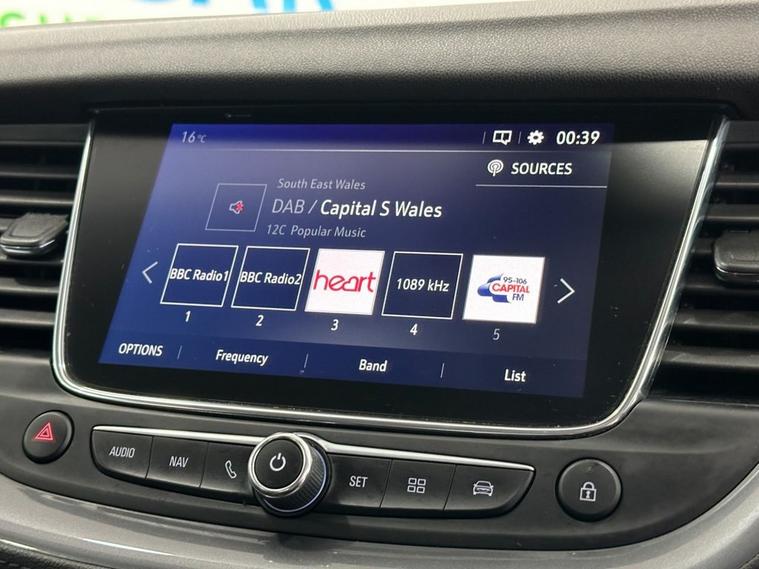 16°C
00:39
SOURCES
South East Wales
DAB / Capital S Wales
12C Popular Music
BBC Radio1
BBC Radio2
heart
1089 kHz
95-106
CAPITAL
FM
1
2
3
4
5
OPTIONS
Frequency
Band
List
AUDIO
NAV
SET